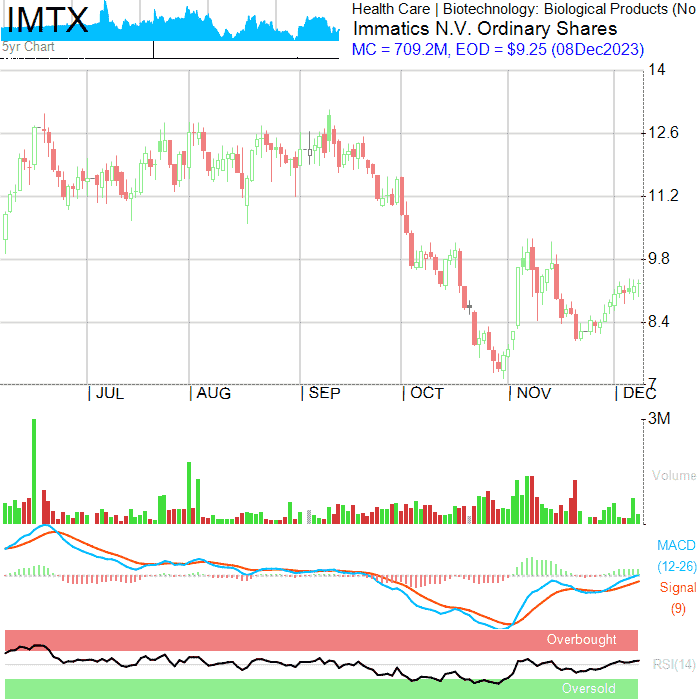 IMTX
5yr Chart
Health Care | Biotechnology: Biological Products (No
Immatics N.V. Ordinary Shares
MC = 709.2M, EOD = $9.25 (08Dec2023)
14
12.6
11.2
9.8
8.4
7
JUL AUG SEP OCT NOV DEC
3M
Volume
MACD
(12-26)
Signal
(9)
Overbought
RSI(14)
Oversold